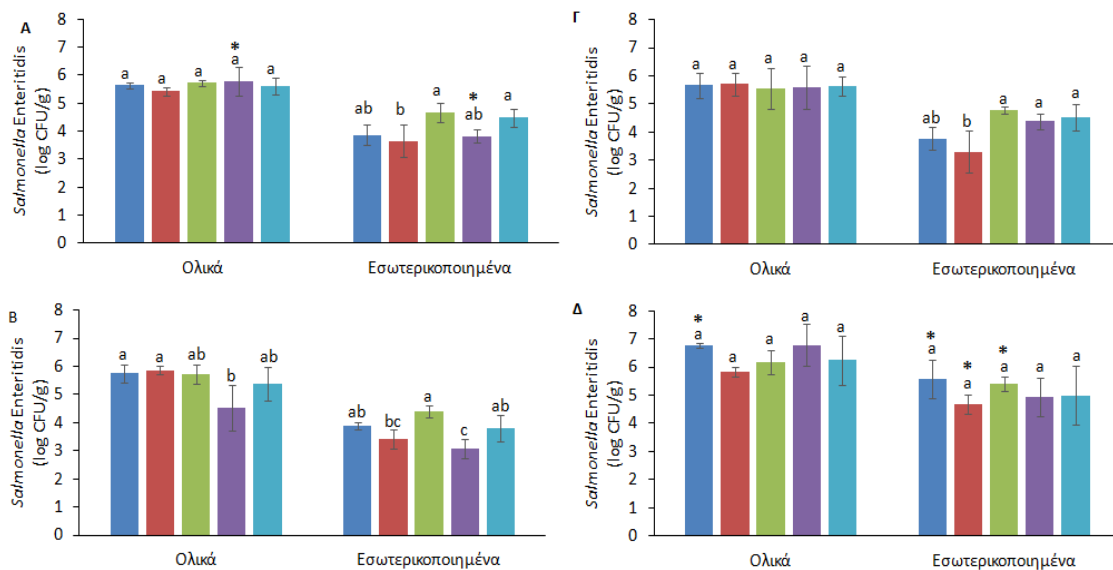 A
Salmonella Enteritidis
(log CFU/g)
8
7
6
5
4
3
2
1
0
a
a
a
*
a
a
ab
b
a
*
ab
a
Ολικά
Εσωτερικοποιημένα
Γ
Salmonella Enteritidis
(log CFU/g)
8
7
6
5
4
3
2
1
0
a
a
a
a
a
ab
b
a
a
a
Ολικά
Εσωτερικοποιημένα
B
Salmonella Enteritidis
(log CFU/g)
8
7
6
5
4
3
2
1
0
a
a
ab
b
ab
ab
bc
a
c
ab
Ολικά
Εσωτερικοποιημένα
Δ
Salmonella Enteritidis
(log CFU/g)
8
7
6
5
4
3
2
1
0
*
a
a
a
a
a
*
a
*
a
*
a
a
a
Ολικά
Εσωτερικοποιημένα